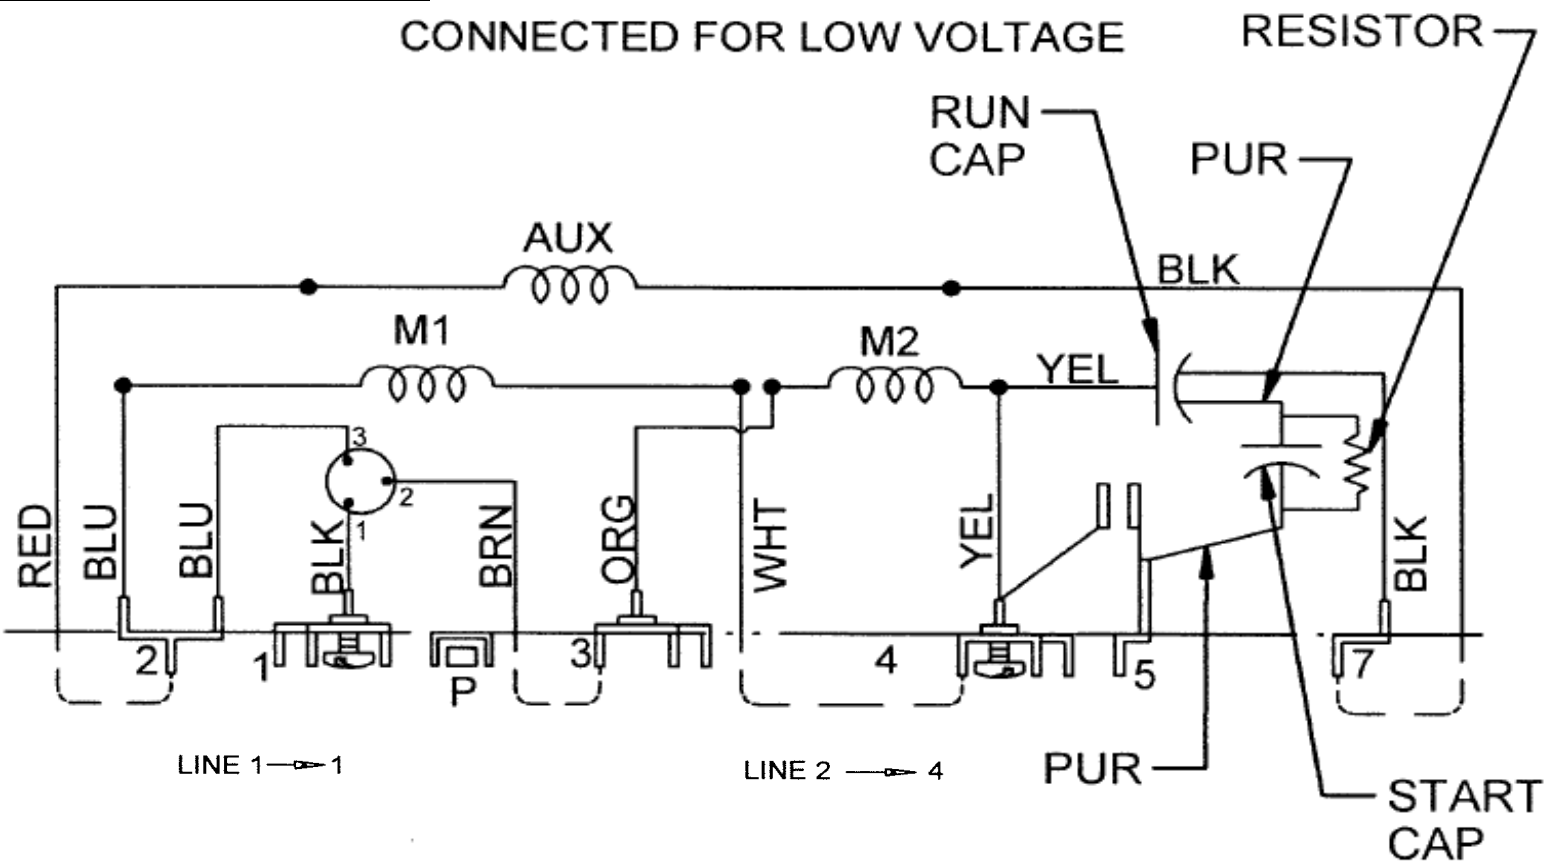 CONNECTED FOR LOW VOLTAGE
RESISTOR
RUN
CAP
PUR
AUX
BLK
M1
M2
YEL
3
2
1
RED
BLU
BLU
BLK
BRN
ORG
WHT
YEL
BLK
2
1
P
3
4
5
7
LINE 1 1
LINE 2 4
PUR
START
CAP